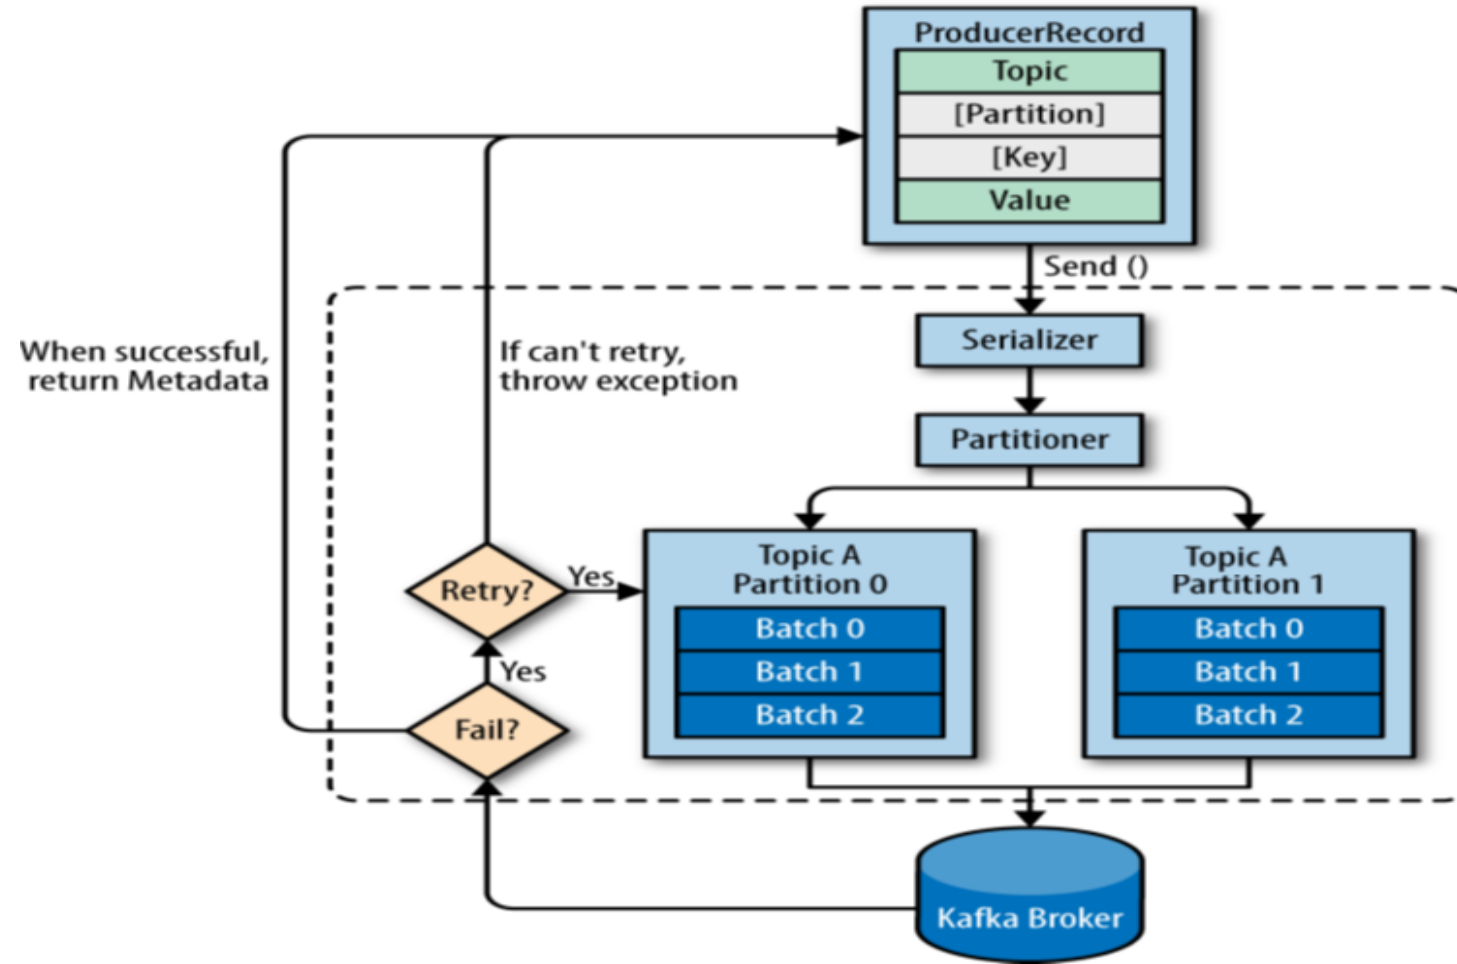 ProducerRecord
Topic
[Partition]
[Key]
Value
Send ()
When successful,
return Metadata
If can't retry,
throw exception
Serializer
Partitioner
Retry?
Yes
Topic A
Partition 0
Batch 0
Batch 1
Batch 2
Topic A
Partition 1
Batch 0
Batch 1
Batch 2
Yes
Fail?
Kafka Broker